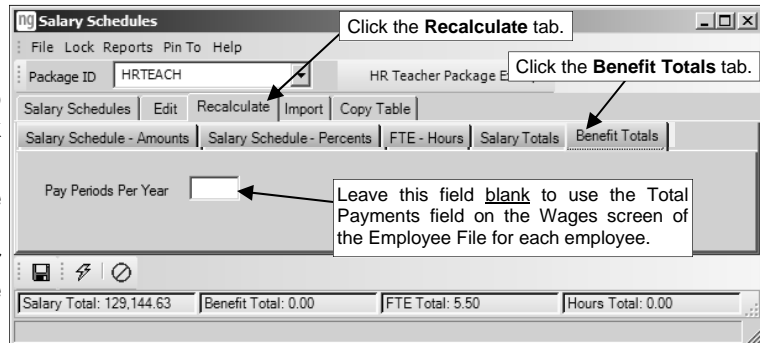 ng Salary Schedules
Click the Recalculate tab.
File Lock Reports Pin To Help
Package ID HRTEACH HR Teacher Package E
Click the Benefit Totals tab.
Salary Schedules Edit Recalculate Import Copy Table
Salary Schedule - Amounts Salary Schedule - Percents FTE - Hours Salary Totals Benefit Totals
Pay Periods Per Year
Leave this field blank to use the Total
Payments field on the Wages screen of
the Employee File for each employee.
Salary Total: 129,144.63 Benefit Total: 0.00 FTE Total: 5.50 Hours Total: 0.00